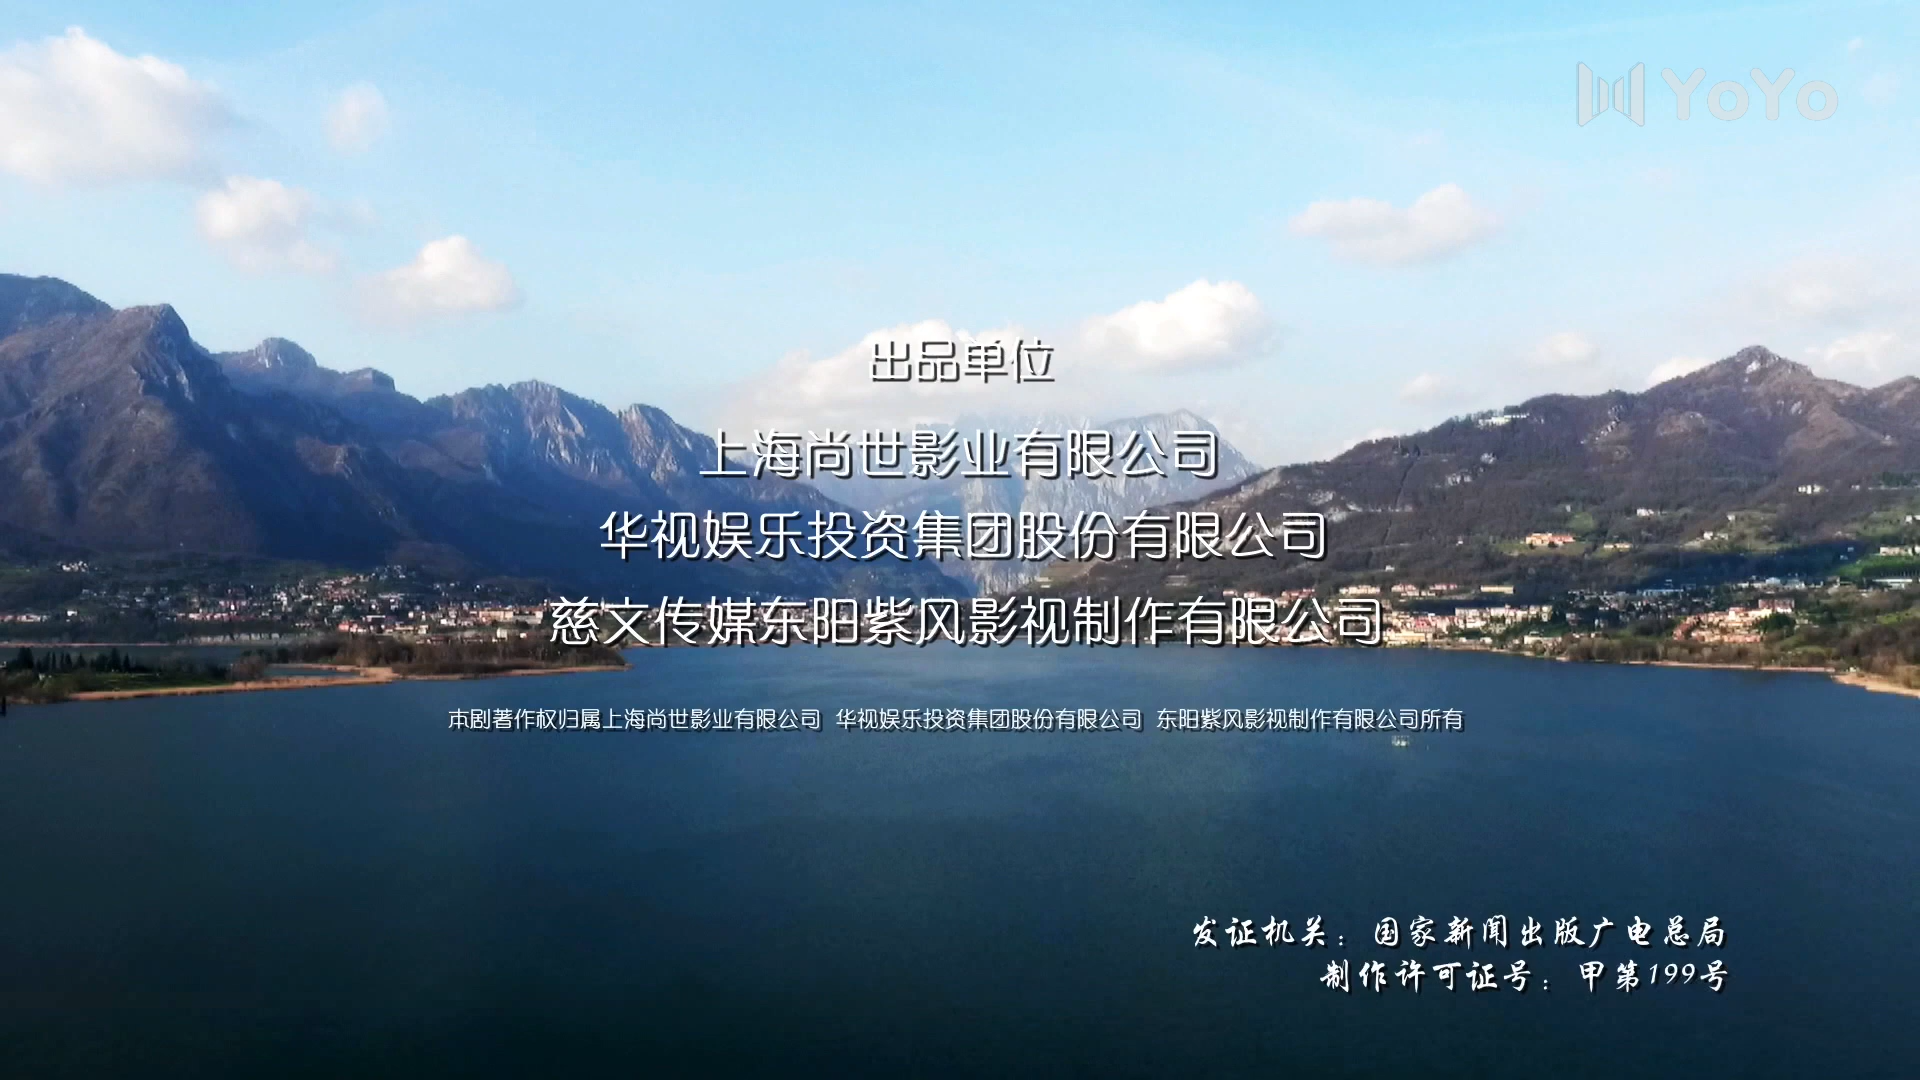 YoYo
出品单位
上海尚世影业有限公司
华视娱乐投资集团股份有限公司
慈文传媒东阳紫风影视制作有限公司
本剧著作权归属上海尚世影业有限公司 华视娱乐投资集团股份有限公司 东阳紫风影视制作有限公司所有
发证机关：国家新闻出版广电总局
制作许可证号：甲第199号